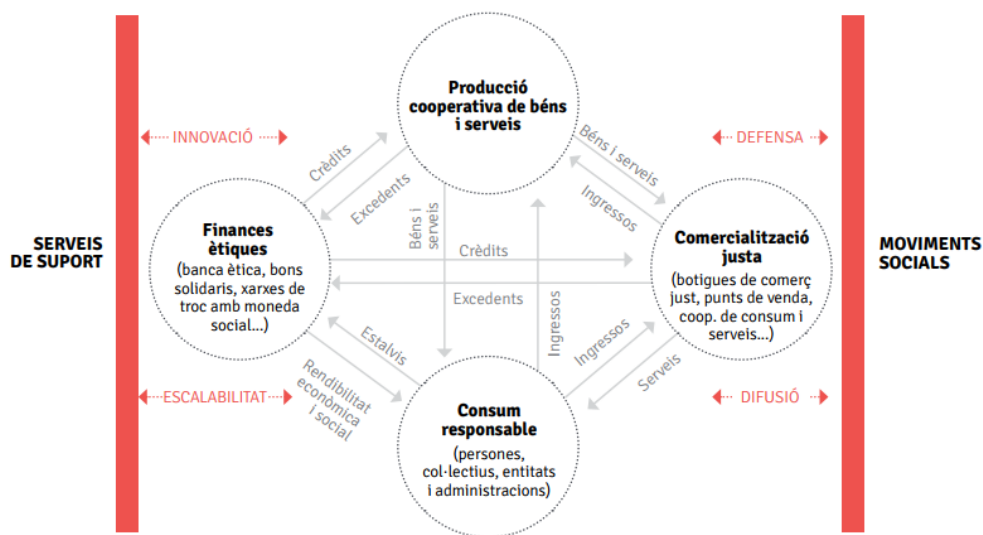 Producció
cooperativa de béns
i serveis
INNOVACIÓ
DEFENSA
Crèdits
Excedents
Béns i serveis
Ingressos
Béns i
serveis
SERVEIS
DE SUPORT
Finances
ètiques
(banca ètica, bons
solidaris, xarxes de
troc amb moneda
social...)
Crèdits
Excedents
Comercialització
justa
(botigues de comerç
just, punts de venda,
coop. de consum i
serveis...)
MOVIMENTS
SOCIALS
Estalvis
Rendibilitat
econòmica
i social
Ingressos
Ingressos
Serveis
ESCALABILITAT
DIFUSIÓ
Consum
responsable
(persones,
col·lectius, entitats
i administracions)